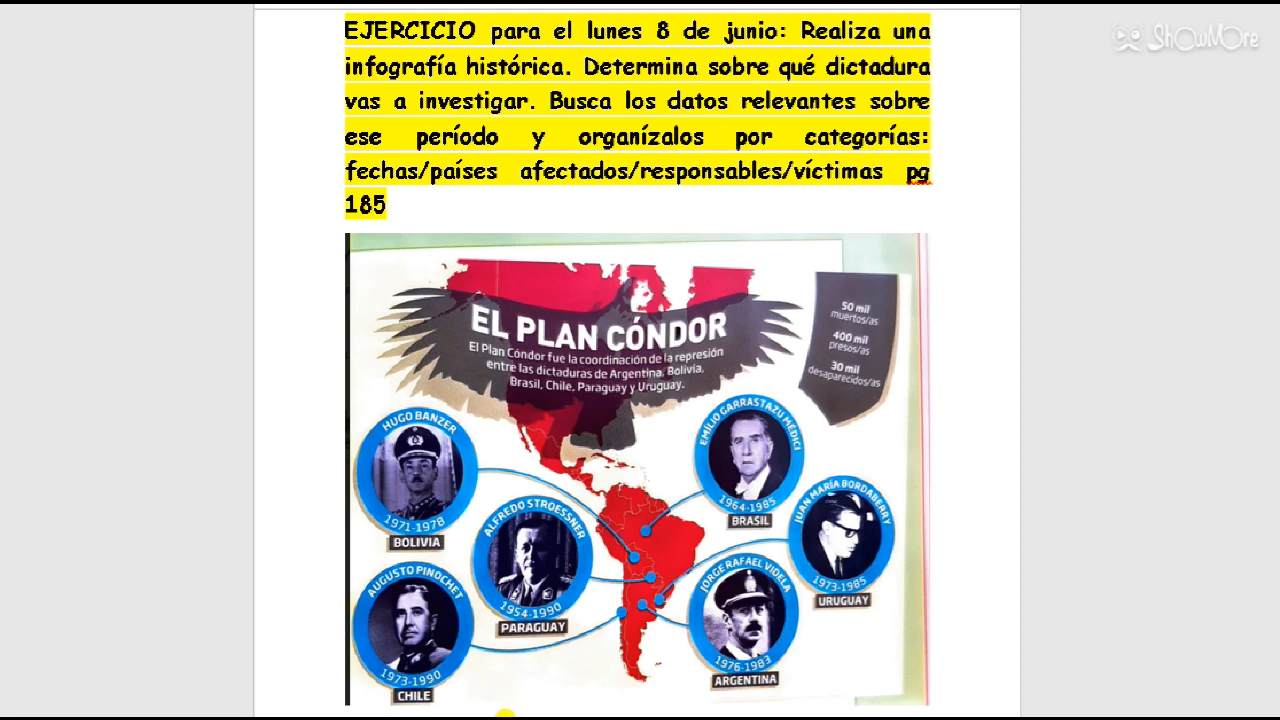 EJERCICIO para el lunes 8 de junio: Realiza una
infografía histórica. Determina sobre qué dictadura
vas a investigar. Busca los datos relevantes sobre
ese período y organízalos por categorías:
fechas/países afectados/responsables/víctimas pg
185
ShowMore
EL PLAN CÓNDOR
El Plan Cóndor fue la coordinación de la represión
entre las dictaduras de Argentina, Bolivia,
Brasil, Chile, Paraguay y Uruguay.
50 mil
muertos/as
400 mil
presos/as
30 mil
desaparecidos/as
HUGO BANZER
1971-1978
BOLIVIA
ALFREDO STROESSNER
1954-1990
PARAGUAY
AUGUSTO PINOCHET
1973-1990
CHILE
EMILIO GARRASTAZU MÉDICI
1964-1985
BRASIL
JUAN MARÍA BORDABERRY
1973-1985
URUGUAY
JORGE RAFAEL VIDELA
1976-1983
ARGENTINA